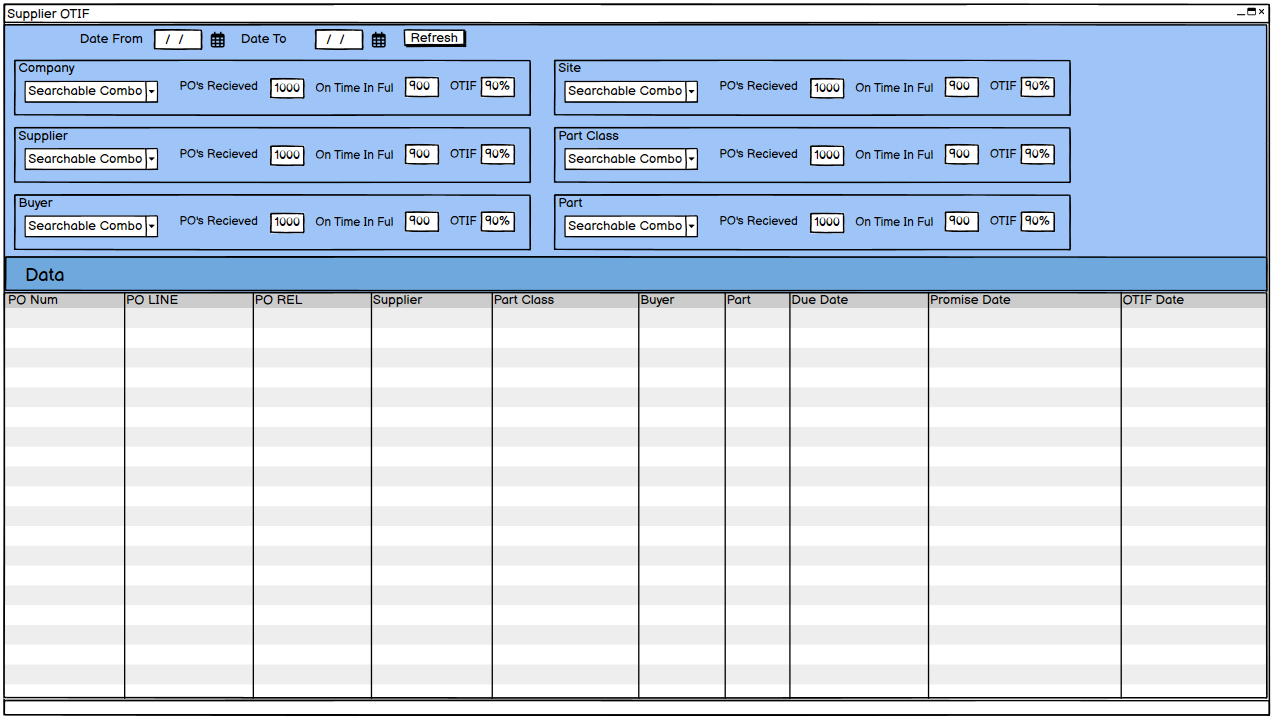 Supplier OTIF
Date From / / Date To / / Refresh
Company Site
Searchable Combo PO's Recieved 1000 On Time In Ful 900 OTIF 90% Searchable Combo PO's Recieved 1000 On Time In Ful 900 OTIF 90%
Supplier Part Class
Searchable Combo PO's Recieved 1000 On Time In Ful 900 OTIF 90% Searchable Combo PO's Recieved 1000 On Time In Ful 900 OTIF 90%
Buyer Part
Searchable Combo PO's Recieved 1000 On Time In Ful 900 OTIF 90% Searchable Combo PO's Recieved 1000 On Time In Ful 900 OTIF 90%
Data
PO Num PO LINE PO REL Supplier Part Class Buyer Part Due Date Promise Date OTIF Date